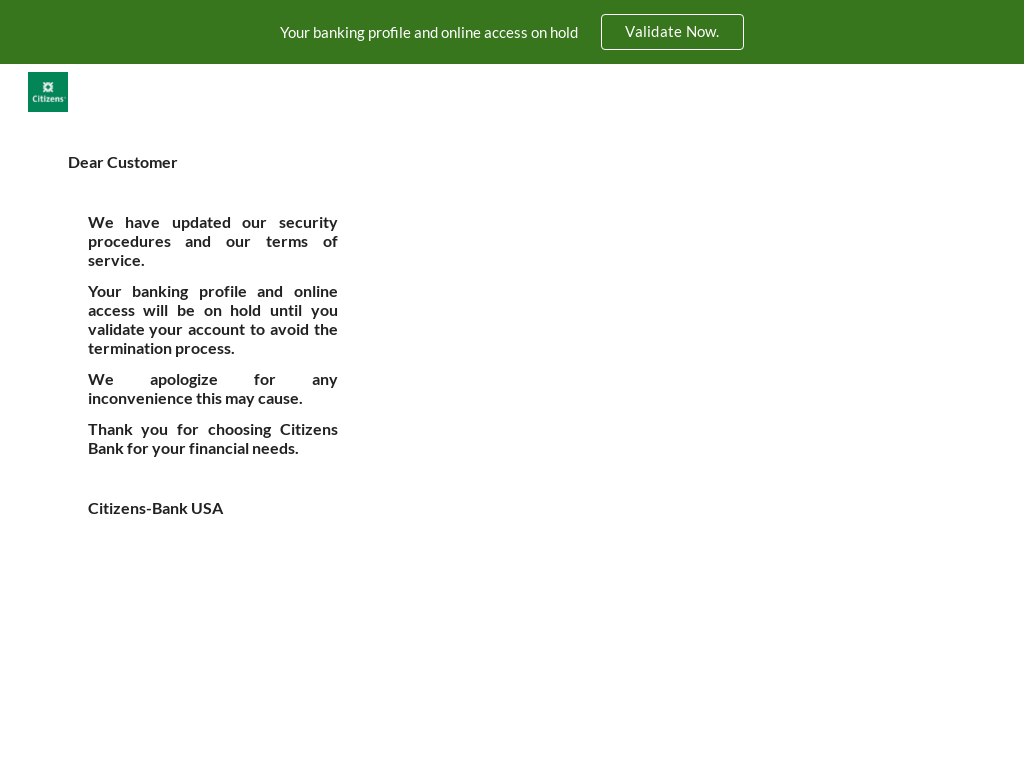 Your banking profile and online access on hold
Validate Now.
Citizens
Dear Customer
We have updated our security
procedures and our terms of
service.
Your banking profile and online
access will be on hold until you
validate your account to avoid the
termination process.
We apologize for any
inconvenience this may cause.
Thank you for choosing Citizens
Bank for your financial needs.
Citizens-Bank USA